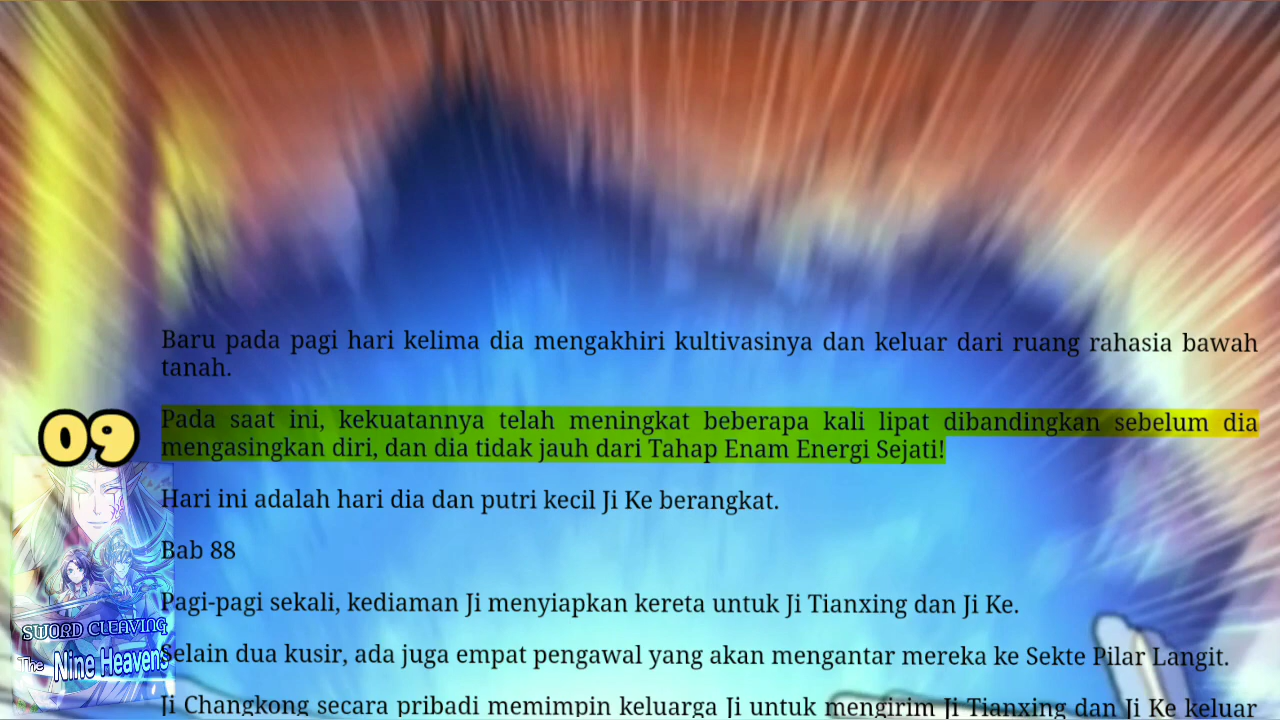 Baru pada pagi hari kelima dia mengakhiri kultivasinya dan keluar dari ruang rahasia bawah
tanah.
Pada saat ini, kekuatannya telah meningkat beberapa kali lipat dibandingkan sebelum dia
mengasingkan diri, dan dia tidak jauh dari Tahap Enam Energi Sejati!
09
Hari ini adalah hari dia dan putri kecil Ji Ke berangkat.
Bab 88
Pagi-pagi sekali, kediaman Ji menyiapkan kereta untuk Ji Tianxing dan Ji Ke.
SWORD CLEAVING
The Nine Heavens
Selain dua kusir, ada juga empat pengawal yang akan mengantar mereka ke Sekte Pilar Langit.
Ji Changkong secara pribadi memimpin keluarga Ji untuk mengirim Ji Tianxing dan Ji Ke keluar